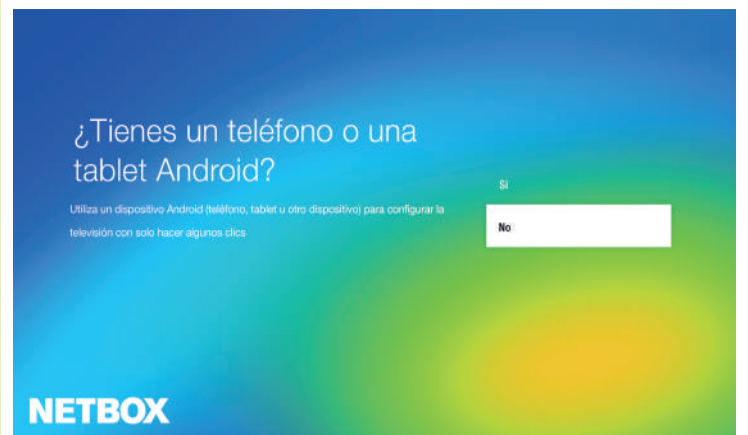 ¿Tienes un teléfono o una
tablet Android?
Utiliza un dispositivo Android (teléfono, tablet u otro dispositivo) para configurar la
televisión con solo hacer algunos clics
Si
No
NETBOX